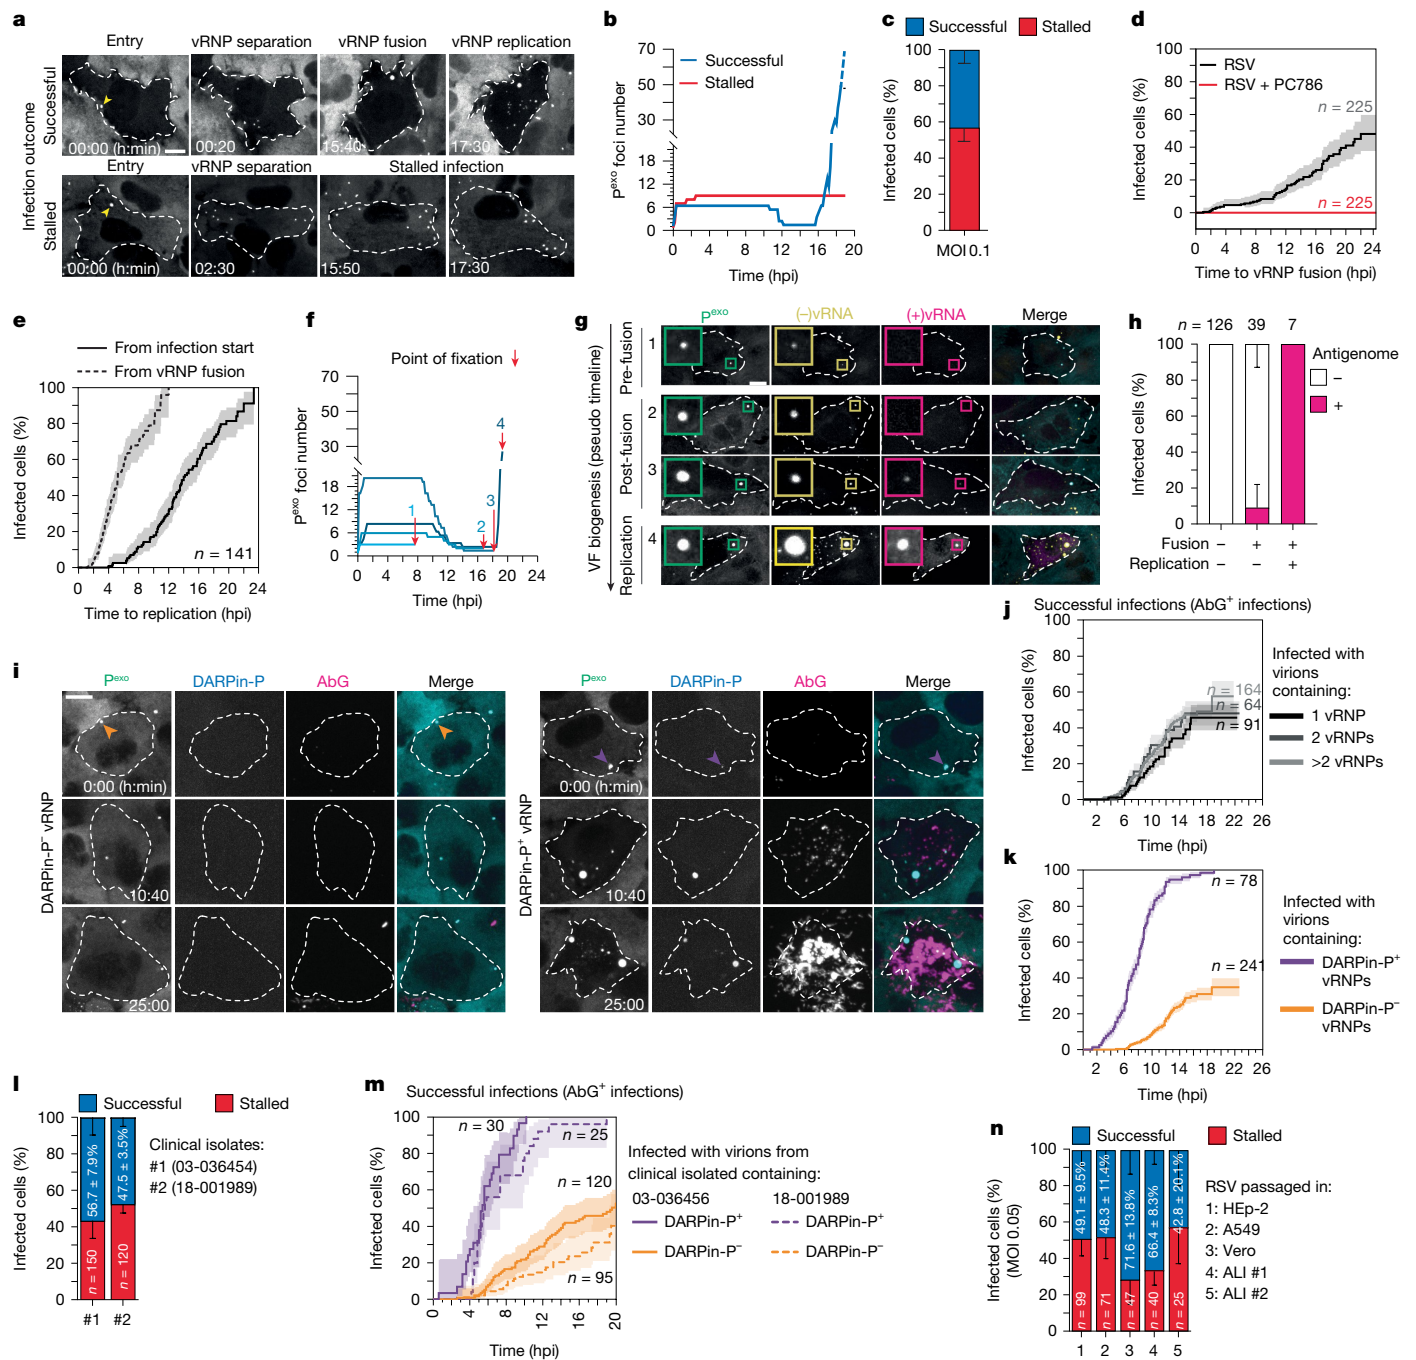 a
Infection outcome
Successful
Stalled
Entry
vRNP separation
vRNP fusion
vRNP replication
00:00 (h:min)
00:20
15:40
17:30
Entry
vRNP separation
Stalled infection
00:00 (h:min)
02:30
15:50
17:30
b
Pexo foci number
70
50
30
18
12
6
0
Successful
Stalled
0 4 8 12 16 20
Time (hpi)
c
Successful
Stalled
Infected cells (%)
100
80
60
40
20
0
MOI 0.1
d
Infected cells (%)
100
80
60
40
20
0
RSV
RSV + PC786
n = 225
n = 225
0 4 8 12 16 20 24
Time to vRNP fusion (hpi)
e
From infection start
From vRNP fusion
Infected cells (%)
100
80
60
40
20
0
n = 141
0 4 8 12 16 20 24
Time to replication (hpi)
f
Point of fixation
Pexo foci number
70
50
30
18
12
6
0
1
2
3
4
0 4 8 12 16 20 24
Time (hpi)
g
VF biogenesis (pseudo timeline)
Pre-fusion
Post-fusion
Replication
Pexo
(–)vRNA
(+)vRNA
Merge
1
2
3
4
h
n = 126 39 7
Infected cells (%)
100
80
60
40
20
0
Antigenome
–
+
Fusion – + +
Replication – – +
i
DARPin-P– vRNP
Pexo
DARPin-P
AbG
Merge
0:00 (h:min)
10:40
25:00
DARPin-P+ vRNP
Pexo
DARPin-P
AbG
Merge
0:00 (h:min)
10:40
25:00
j
Successful infections (AbG+ infections)
Infected cells (%)
100
80
60
40
20
0
n = 164
n = 64
n = 91
2 6 10 14 18 22 26
Time (hpi)
Infected with
virions
containing:
1 vRNP
2 vRNPs
>2 vRNPs
k
Infected cells (%)
100
80
60
40
20
0
n = 78
n = 241
2 6 10 14 18 22 26
Time (hpi)
Infected with
virions
containing:
DARPin-P+
vRNPs
DARPin-P–
vRNPs
l
Successful
Stalled
Infected cells (%)
100
80
60
40
20
0
56.7 ± 7.9%
47.5 ± 3.5%
n = 150
n = 120
#1 #2
Clinical isolates:
#1 (03-036454)
#2 (18-001989)
m
Successful infections (AbG+ infections)
Infected cells (%)
100
80
60
40
20
0
n = 30
n = 25
n = 120
n = 95
0 4 8 12 16 20
Time (hpi)
Infected with virions from
clinical isolated containing:
03-036456 18-001989
DARPin-P+ DARPin-P+
DARPin-P– DARPin-P–
n
Successful
Stalled
Infected cells (%)
(MOI 0.05)
100
80
60
40
20
0
49.1 ± 9.5%
48.3 ± 11.4%
71.6 ± 13.8%
66.4 ± 8.3%
42.8 ± 20.1%
n = 99
n = 71
n = 47
n = 40
n = 25
1 2 3 4 5
RSV passaged in:
1: HEp-2
2: A549
3: Vero
4: ALI #1
5: ALI #2